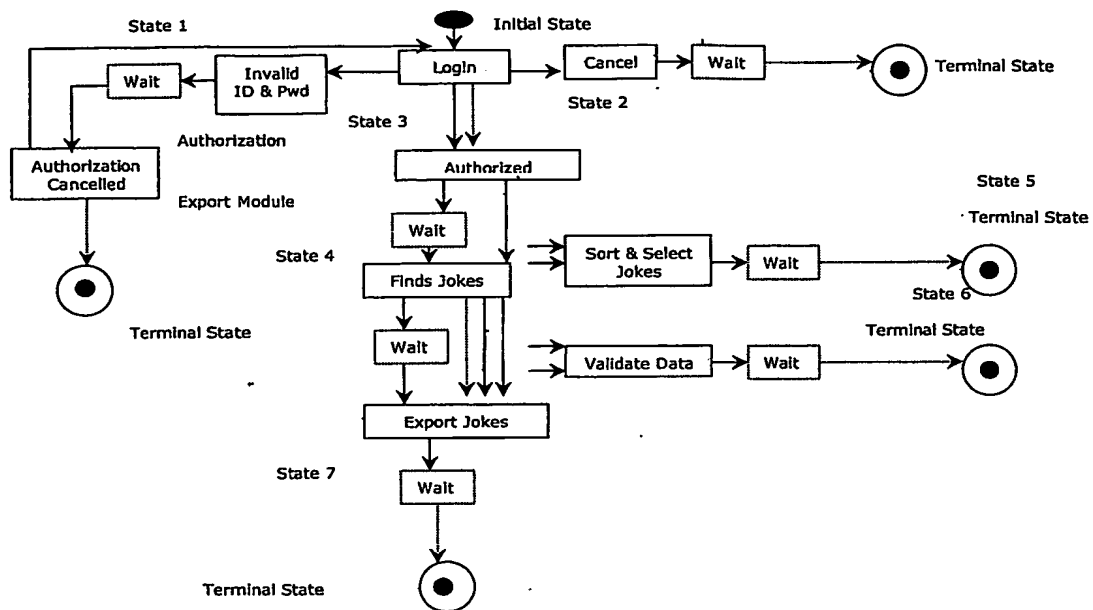 State 1
Initial State
Login
Cancel
Wait
Terminal State
Wait
Invalid
ID & Pwd
State 2
State 3
Authorization
Authorization
Cancelled
Authorized
Export Module
State 5
Terminal State
Wait
Sort & Select
Jokes
Wait
State 4
Finds Jokes
State 6
Terminal State
Terminal State
Wait
Validate Data
Wait
Export Jokes
State 7
Wait
Terminal State